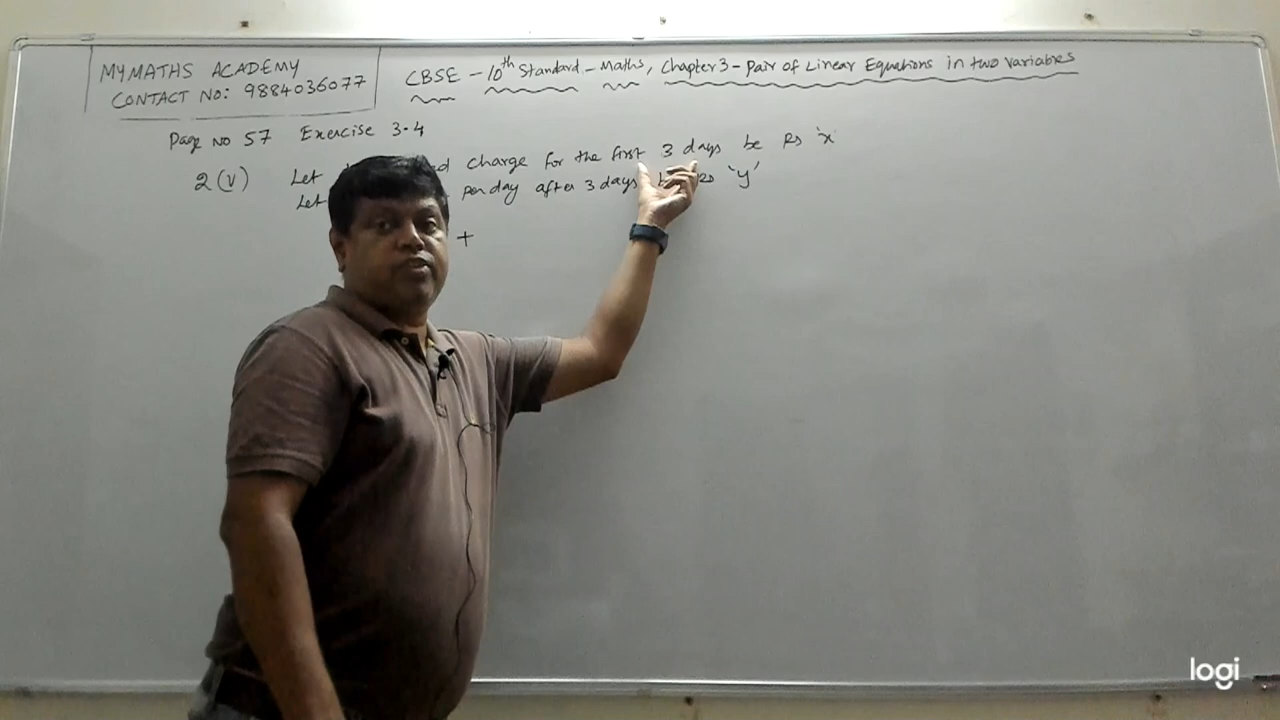 MYMATHS ACADEMY
CONTACT NO: 9884036077
CBSE - 10th Standard - Maths, Chapter 3 - Pair of Linear Equations in two variables
Page no 57 Exercise 3.4
2(v) Let charge for the first 3 days be Rs 'x
Let per day after 3 days 'y'
+
logi